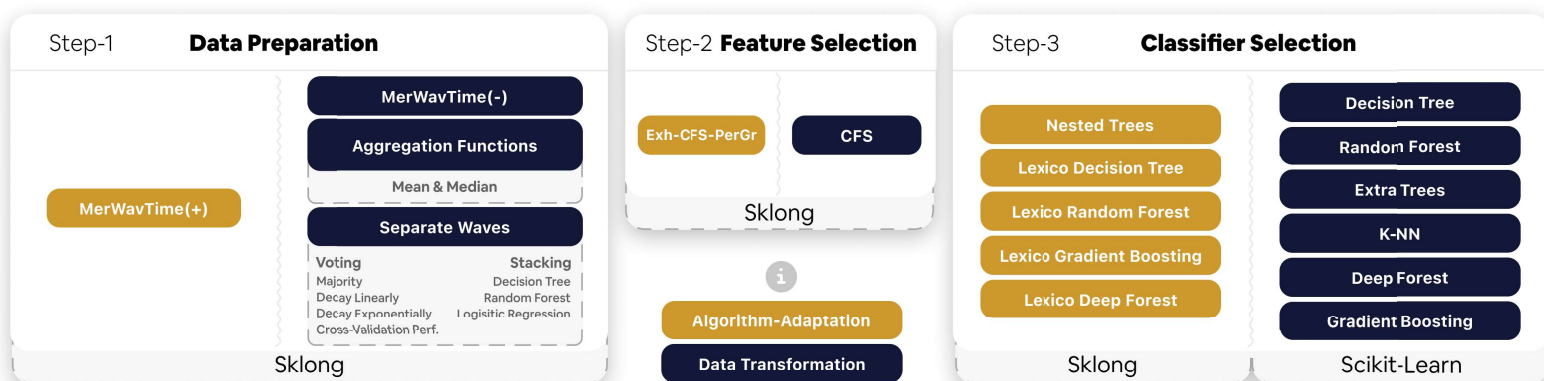 Step-1 Data Preparation
MerWavTime(+)
MerWavTime(-)
Aggregation Functions
Mean & Median
Separate Waves
Voting Stacking
Majority Decision Tree
Decay Linearly Random Forest
Decay Exponentially Logisitic Regression
Cross-Validation Perf.
Sklong
Step-2 Feature Selection
Exh-CFS-PerGr CFS
Sklong
i
Algorithm-Adaptation
Data Transformation
Step-3 Classifier Selection
Nested Trees
Lexico Decision Tree
Lexico Random Forest
Lexico Gradient Boosting
Lexico Deep Forest
Sklong
Decision Tree
Random Forest
Extra Trees
K-NN
Deep Forest
Gradient Boosting
Scikit-Learn